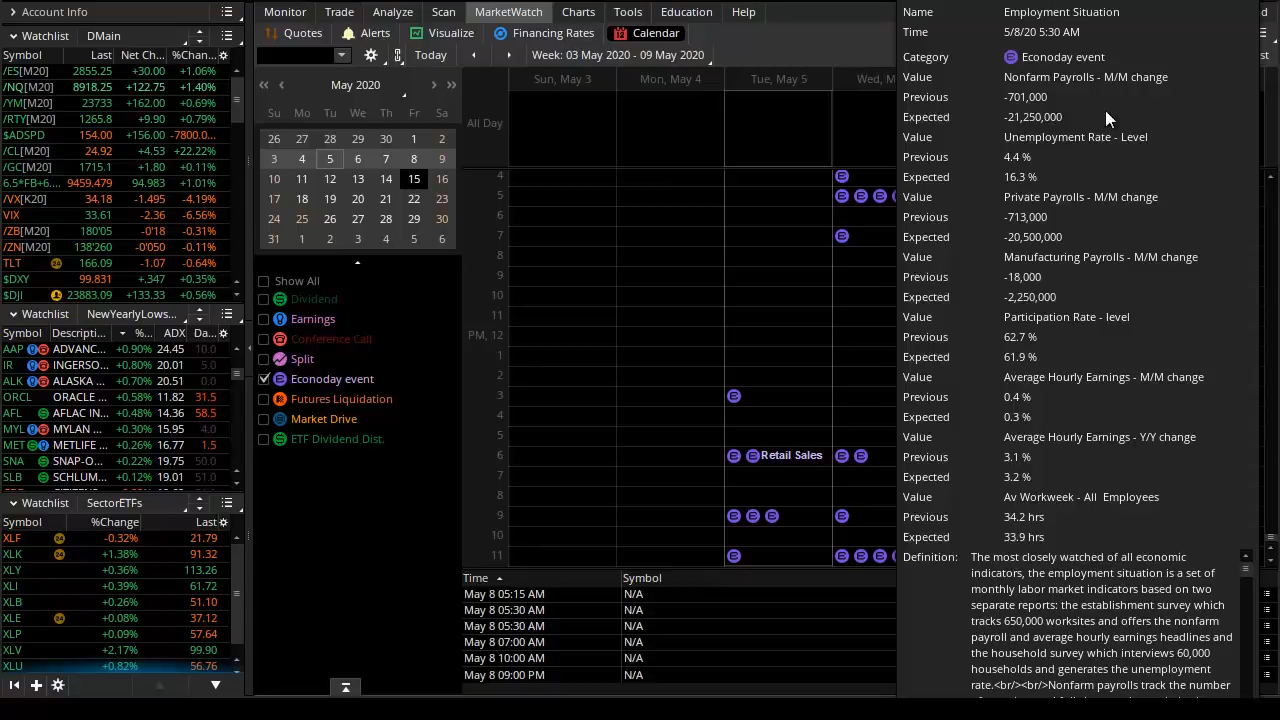 Account Info
Watchlist DMain
Symbol Last Net Ch... %Chan...
/ES[M20] 2855.25 +30.00 +1.06%
/NQ[M20] 8918.25 +122.75 +1.40%
/YM[M20] 23733 +162.00 +0.69%
/RTY[M20] 1265.8 +9.90 +0.79%
$ADSPD 154.00 +156.00 -7800.0...
/CL[M20] 24.92 +4.53 +22.22%
/GC[M20] 1715.1 +1.80 +0.11%
6.5*FB+6.... 9459.479 94.983 +1.01%
/VX[K20] 34.18 -1.495 -4.19%
VIX 33.61 -2.36 -6.56%
/ZB[M20] 180'05 -0'18 -0.31%
/ZN[M20] 138'260 -0'050 -0.11%
TLT 166.09 -1.07 -0.64%
$DXY 99.831 +.347 +0.35%
$DJI 23883.09 +133.33 +0.56%
Watchlist NewYearlyLows...
Symbol Descripti... %... ADX Da...
AAP ADVANC... +0.90% 24.45 10.0
IR INGERSO... +0.80% 20.01 5.0
ALK ALASKA ... +0.70% 20.51 0.0
ORCL ORACLE ... +0.58% 11.82 31.5
AFL AFLAC IN... +0.48% 14.36 58.5
MYL MYLAN ... +0.30% 15.95 4.0
MET METLIFE ... +0.26% 16.77 1.5
SNA SNAP-O... +0.22% 19.75 50.0
SLB SCHLUM... +0.12% 19.01 51.0
Watchlist SectorETFs
Symbol %Change Last
XLF -0.32% 21.79
XLK +1.38% 91.32
XLY +0.36% 113.26
XLI +0.39% 61.72
XLB +0.26% 51.10
XLE +0.08% 37.12
XLP +0.09% 57.64
XLV +2.17% 99.90
XLU +0.82% 56.76
Monitor Trade Analyze Scan MarketWatch Charts Tools Education Help
Quotes Alerts Visualize Financing Rates Calendar
Today Week: 03 May 2020 - 09 May 2020
May 2020
Su Mo Tu We Th Fr Sa
26 27 28 29 30 1 2
3 4 5 6 7 8 9
10 11 12 13 14 15 16
17 18 19 20 21 22 23
24 25 26 27 28 29 30
31 1 2 3 4 5 6
Show All
Dividend
Earnings
Conference Call
Split
Econoday event
Futures Liquidation
Market Drive
ETF Dividend Dist.
Sun, May 3 Mon, May 4 Tue, May 5 Wed, M
All Day
4
5
7
8
9
10
11
PM, 12
1
2
3
4
5
6 Retail Sales
7
8
9
10
11
Time Symbol
May 8 05:15 AM N/A
May 8 05:30 AM N/A
May 8 05:30 AM N/A
May 8 07:00 AM N/A
May 8 10:00 AM N/A
May 8 09:00 PM N/A
Name Employment Situation
Time 5/8/20 5:30 AM
Category Econoday event
Value Nonfarm Payrolls - M/M change
Previous -701,000
Expected -21,250,000
Value Unemployment Rate - Level
Previous 4.4 %
Expected 16.3 %
Value Private Payrolls - M/M change
Previous -713,000
Expected -20,500,000
Value Manufacturing Payrolls - M/M change
Previous -18,000
Expected -2,250,000
Value Participation Rate - level
Previous 62.7 %
Expected 61.9 %
Value Average Hourly Earnings - M/M change
Previous 0.4 %
Expected 0.3 %
Value Average Hourly Earnings - Y/Y change
Previous 3.1 %
Expected 3.2 %
Value Av Workweek - All Employees
Previous 34.2 hrs
Expected 33.9 hrs
Definition: The most closely watched of all economic
indicators, the employment situation is a set of
monthly labor market indicators based on two
separate reports: the establishment survey which
tracks 650,000 worksites and offers the nonfarm
payroll and average hourly earnings headlines and
the household survey which interviews 60,000
households and generates the unemployment
rate.<br/><br/>Nonfarm payrolls track the number